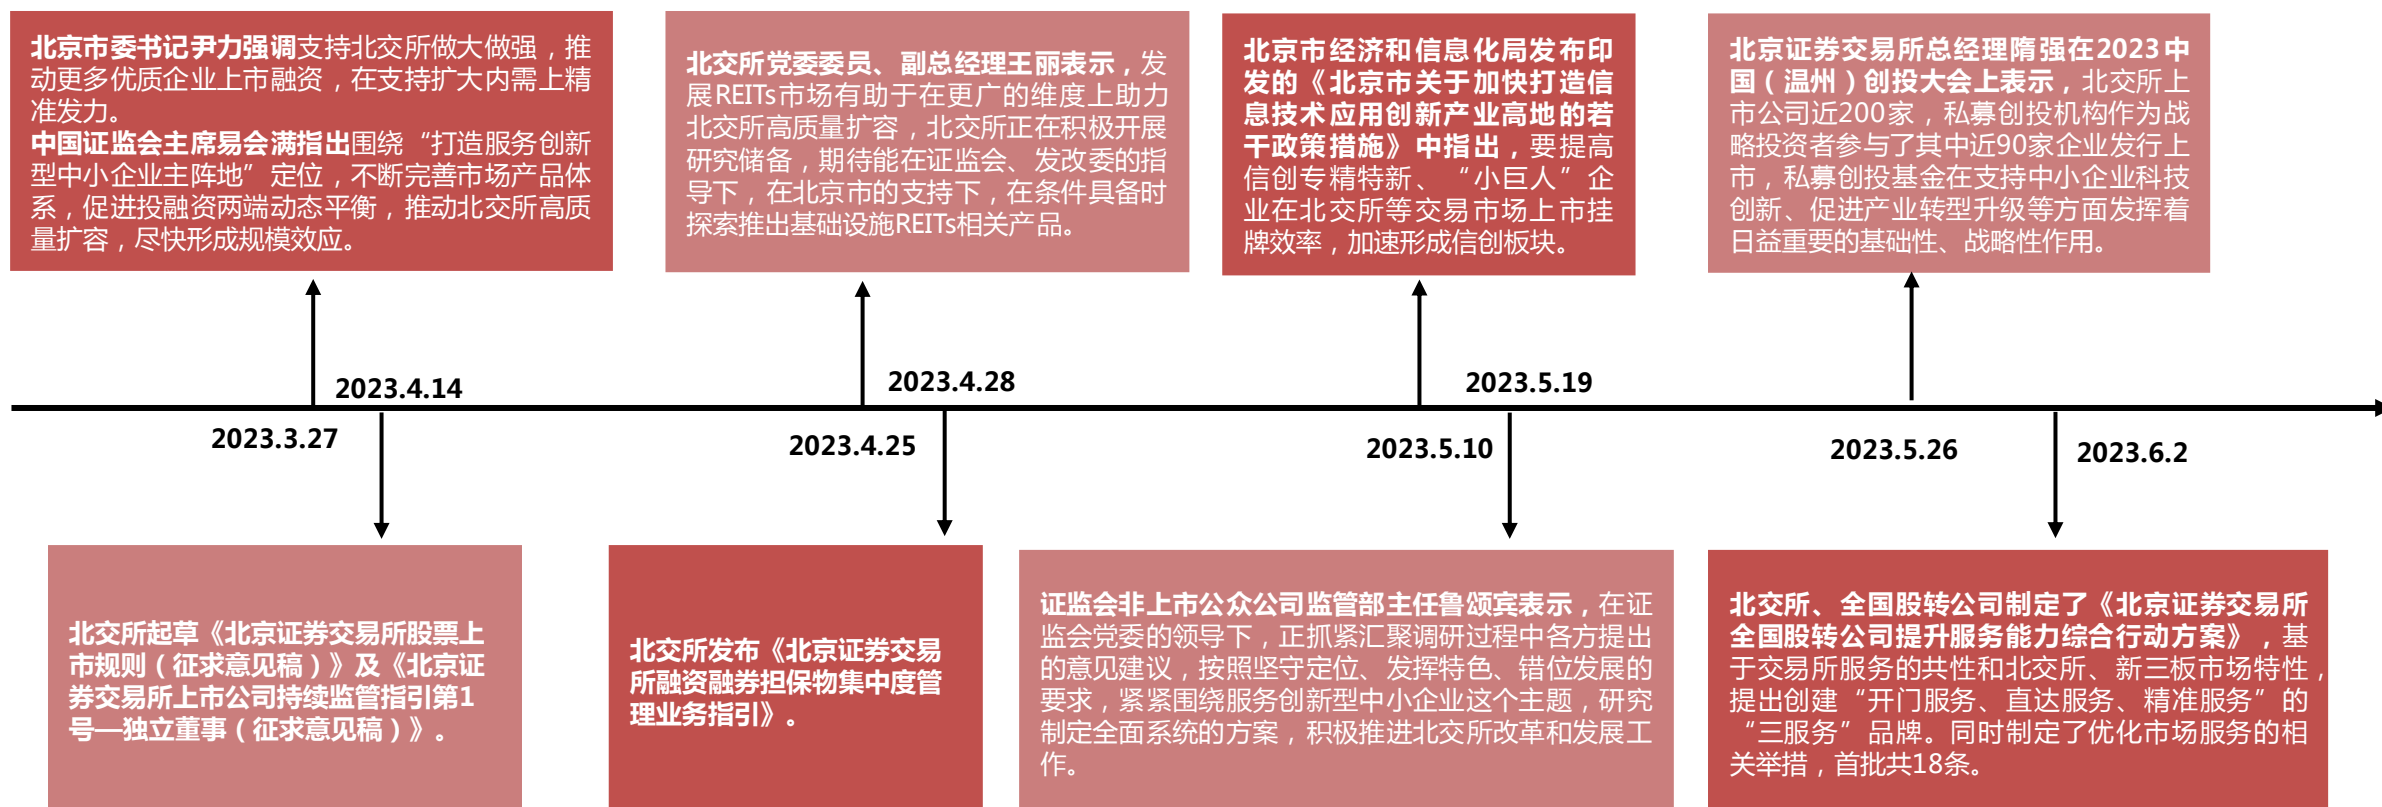 北京市委书记尹力强调支持北交所做大做强，推
动更多优质企业上市融资，在支持扩大内需上精
准发力。
中国证监会主席易会满指出围绕“打造服务创新
型中小企业主阵地”定位，不断完善市场产品体
系，促进投融资两端动态平衡，推动北交所高质
量扩容，尽快形成规模效应。
北交所党委委员、副总经理王丽表示，发
展REITs市场有助于在更广的维度上助力
北交所高质量扩容，北交所正在积极开展
研究储备，期待能在证监会、发改委的指
导下，在北京市的支持下，在条件具备时
探索推出基础设施REITs相关产品。
北京市经济和信息化局发布印
发的《北京市关于加快打造信
息技术应用创新产业高地的若
干政策措施》中指出，要提高
信创专精特新、“小巨人”企
业在北交所等交易市场上市挂
牌效率，加速形成信创板块。
北京证券交易所总经理隋强在2023中
国（温州）创投大会上表示，北交所上
市公司近200家，私募创投机构作为战
略投资者参与了其中近90家企业发行上
市，私募创投基金在支持中小企业科技
创新、促进产业转型升级等方面发挥着
日益重要的基础性、战略性作用。
2023.4.14
2023.4.28
2023.5.19
2023.3.27
2023.4.25
2023.5.10
2023.5.26
2023.6.2
北交所起草《北京证券交易所股票上
市规则（征求意见稿）》及《北京证
券交易所上市公司持续监管指引第1
号—独立董事（征求意见稿）》。
北交所发布《北京证券交易
所融资融券担保物集中度管
理业务指引》。
证监会非上市公众公司监管部主任鲁颂宾表示，在证
监会党委的领导下，正抓紧汇聚调研过程中各方提出
的意见建议，按照坚守定位、发挥特色、错位发展的
要求，紧紧围绕服务创新型中小企业这个主题，研究
制定全面系统的方案，积极推进北交所改革和发展工
作。
北交所、全国股转公司制定了《北京证券交易所
全国股转公司提升服务能力综合行动方案》，基
于交易所服务的共性和北交所、新三板市场特性，
提出创建“开门服务、直达服务、精准服务”的
“三服务”品牌。同时制定了优化市场服务的相
关举措，首批共18条。